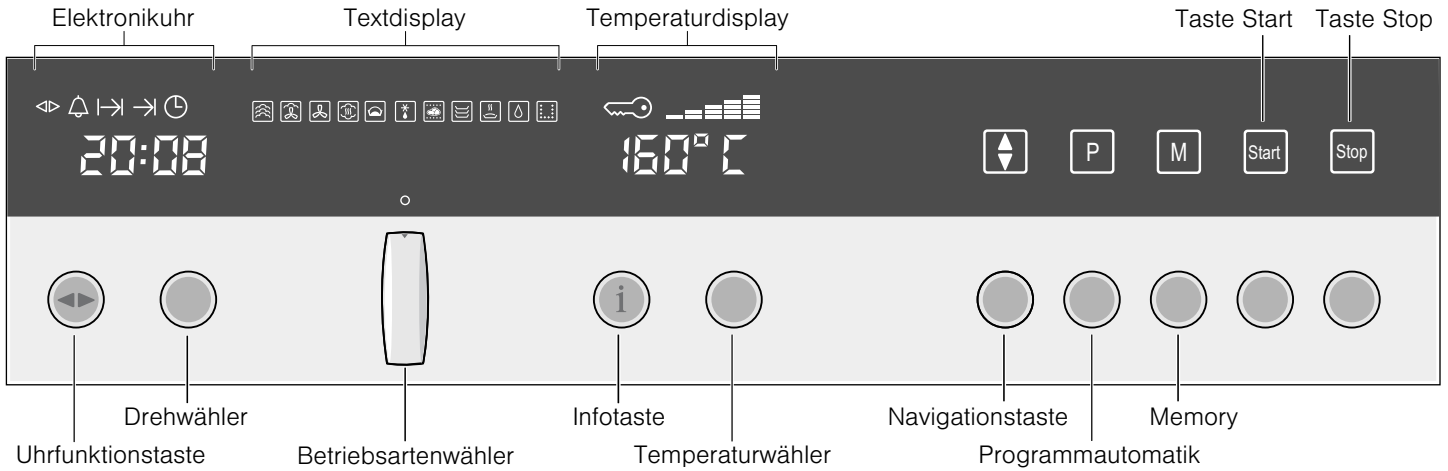 Elektronikuhr Textdisplay Temperaturdisplay Taste Start Taste Stop
20:08 160°C P M Start Stop
i
Drehwähler Infotaste Navigationstaste Memory
Uhrfunktionstaste Betriebsartenwähler Temperaturwähler Programmautomatik